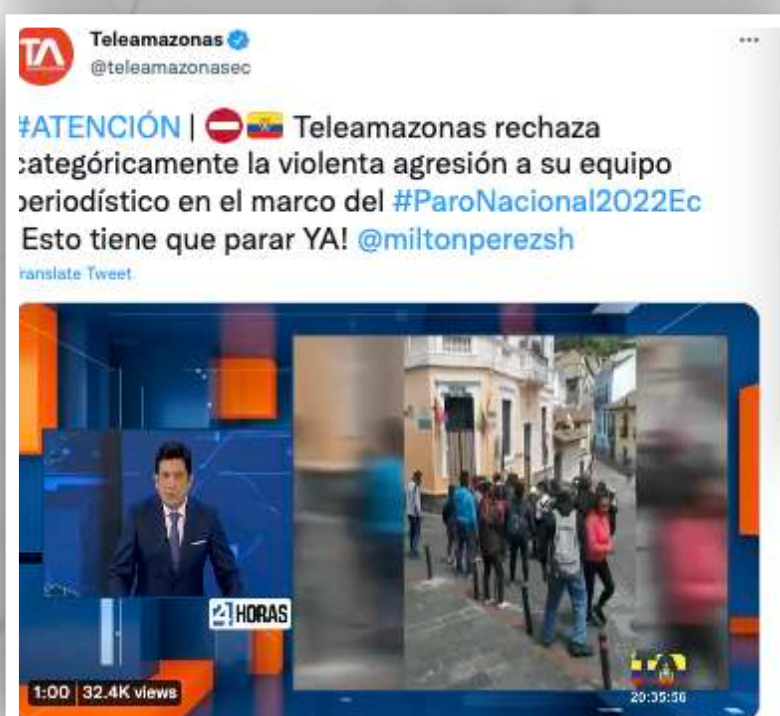 TA
Teleamazonas
@teleamazonasec
#ATENCIÓN | Teleamazonas rechaza
categóricamente la violenta agresión a su equipo
periodístico en el marco del #ParoNacional2022Ec
¡Esto tiene que parar YA! @miltonperezsh
Translate Tweet
24 HORAS
1:00 32.4K views
20:35:56